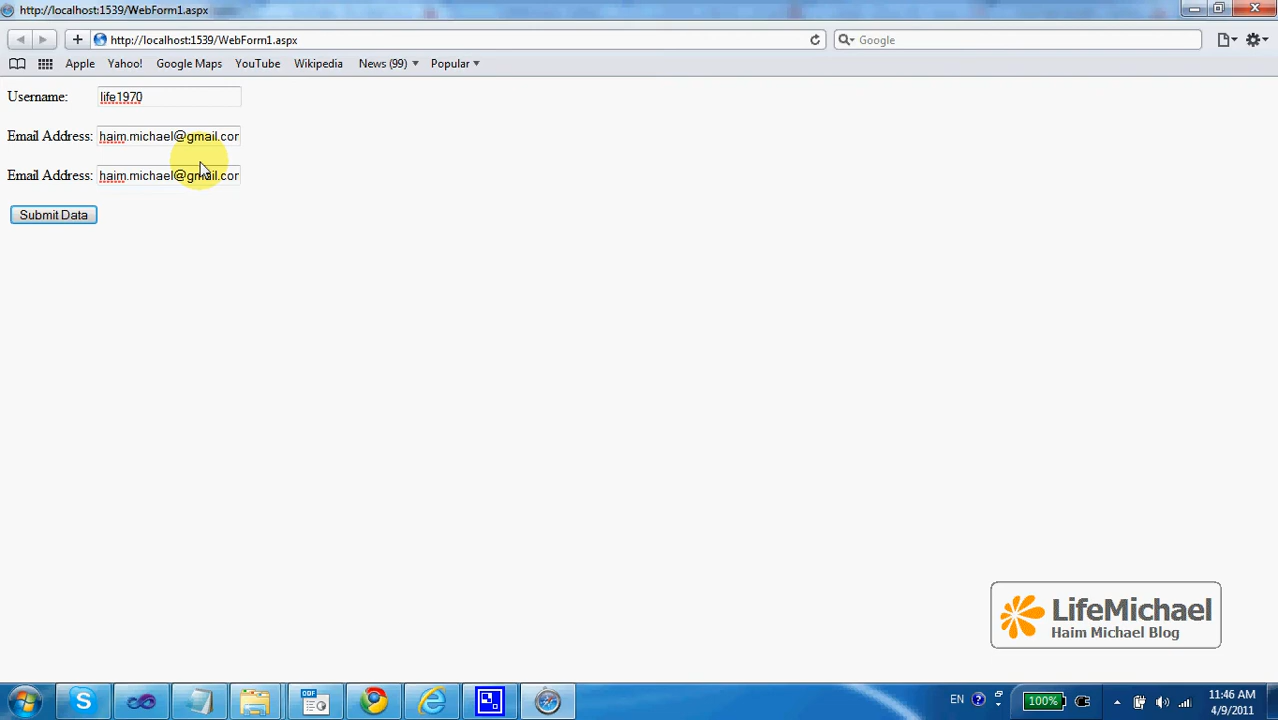 http://localhost:1539/WebForm1.aspx
http://localhost:1539/WebForm1.aspx
Google
Apple Yahoo! Google Maps YouTube Wikipedia News (99) Popular
Username: life1970
Email Address: haim.michael@gmail.cor
Email Address: haim.michael@gmail.cor
Submit Data
LifeMichael
Haim Michael Blog
S
ODF
EN ? 100% 11:46 AM
4/9/2011